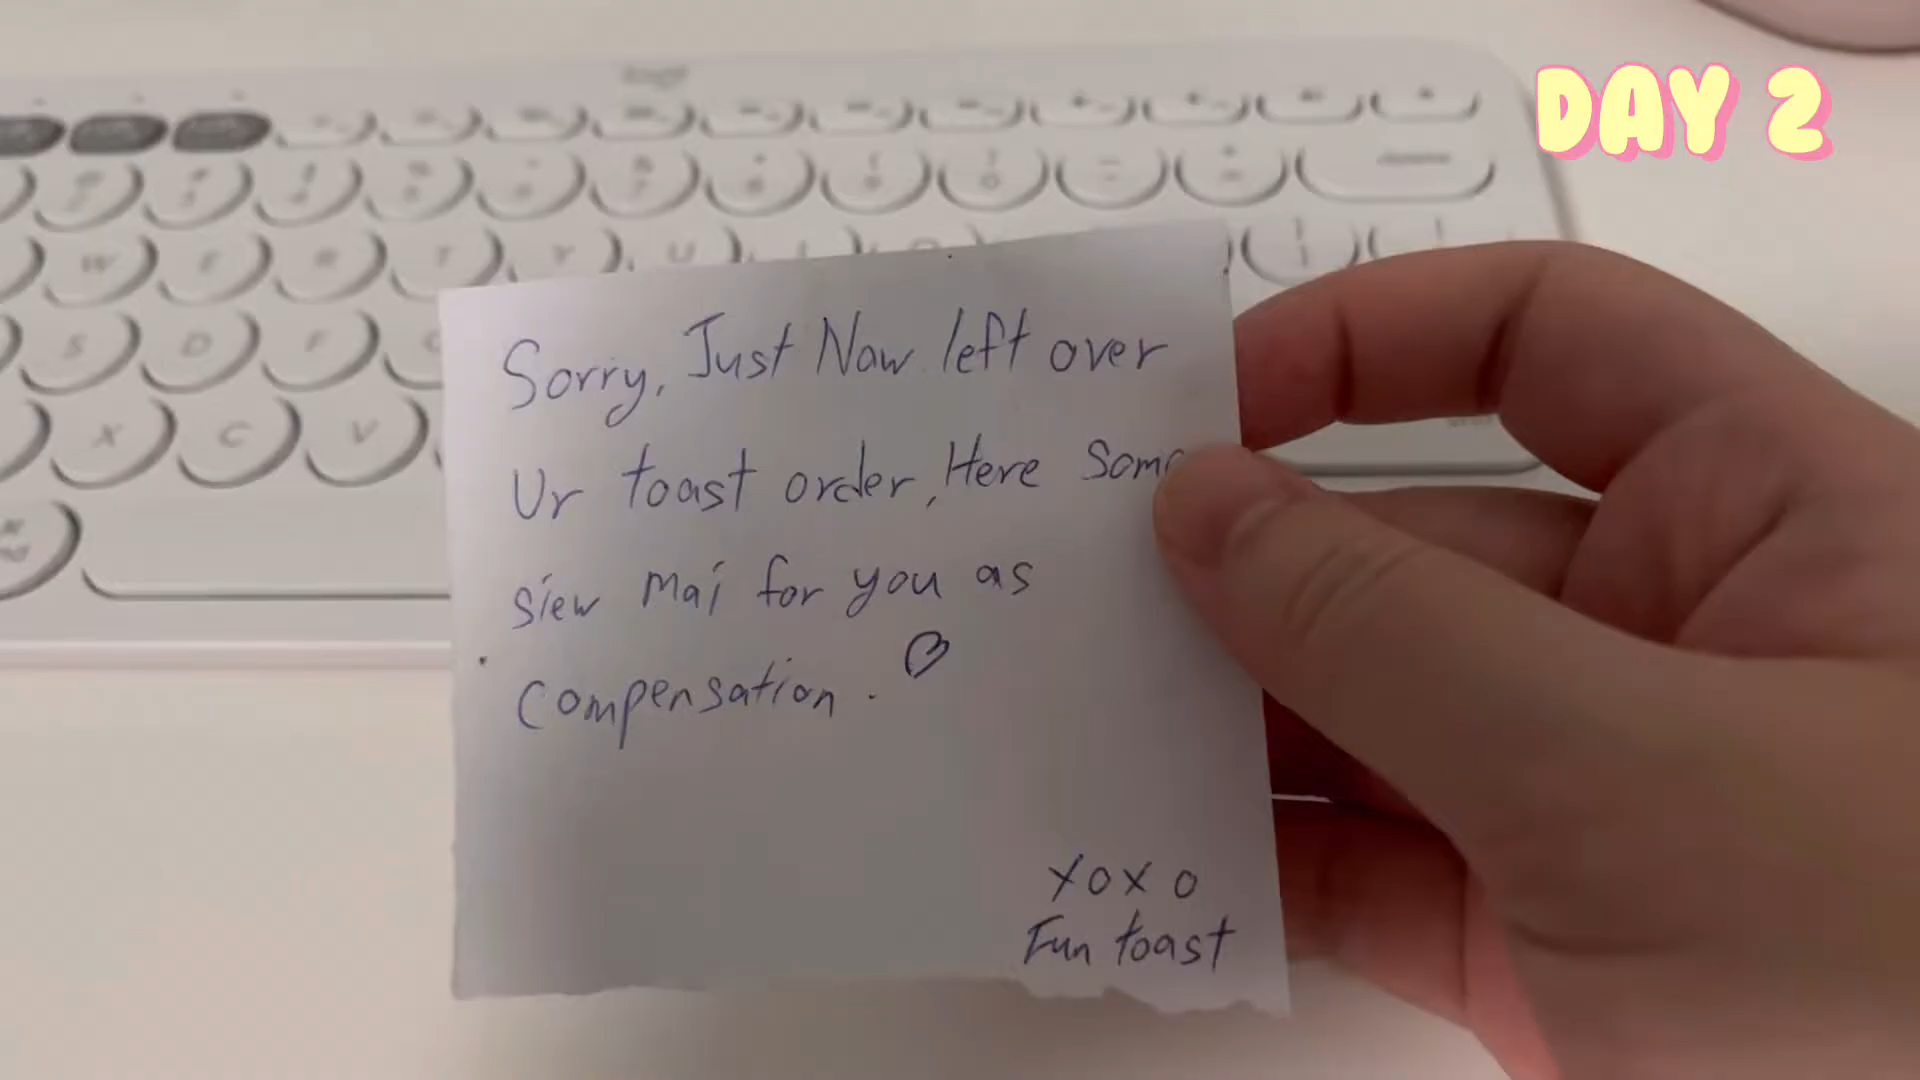 DAY 2
Sorry, Just Now left over
Ur toast order, Here Some
siew Mai for you as
Compensation.
XOXO
Fun toast
W E R T Y U
S D F
X C V